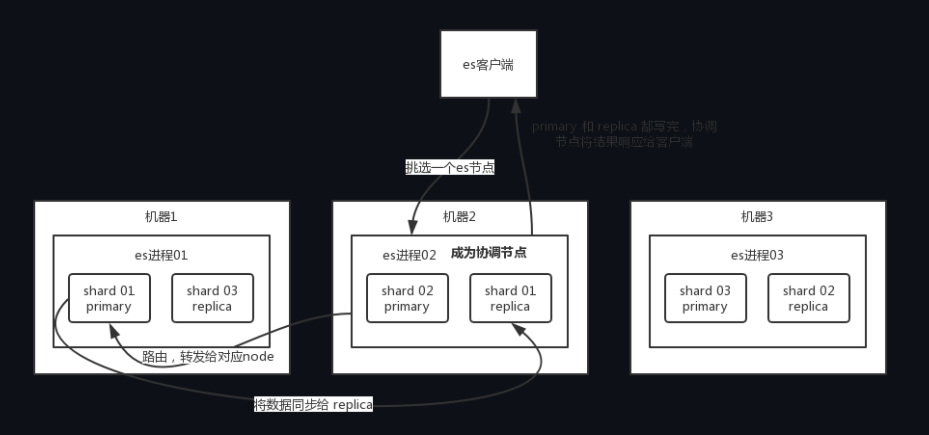 es客户端
primary 和 replica 都写完，协调
节点将结果响应给客户端
挑选一个es节点
机器1
机器2
机器3
es进程01
es进程02
成为协调节点
es进程03
shard 01
primary
shard 03
replica
shard 02
primary
shard 01
replica
shard 03
primary
shard 02
replica
路由，转发给对应node
将数据同步给 replica